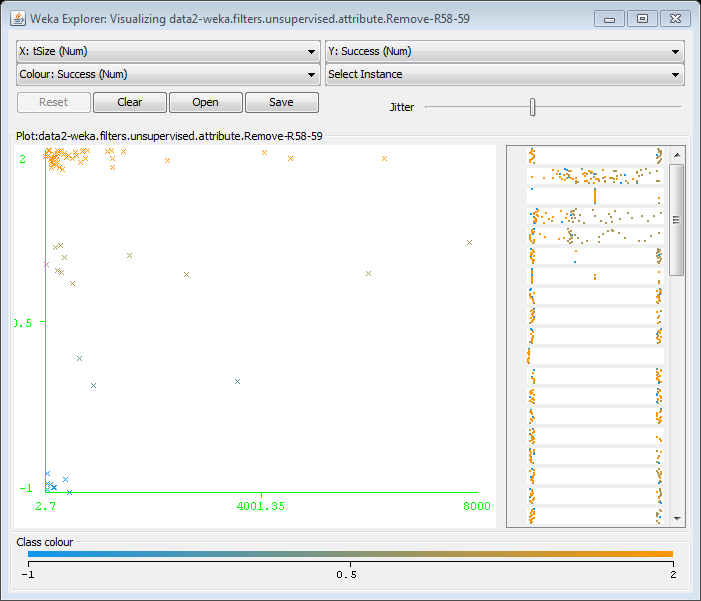 Weka Explorer: Visualizing data2-weka.filters.unsupervised.attribute.Remove-R58-59
X: tSize (Num)
Y: Success (Num)
Colour: Success (Num)
Select Instance
Reset
Clear
Open
Save
Jitter
Plot:data2-weka.filters.unsupervised.attribute.Remove-R58-59
2
0.5
-1
2.7
4001.35
8000
Class colour
-1
0.5
2